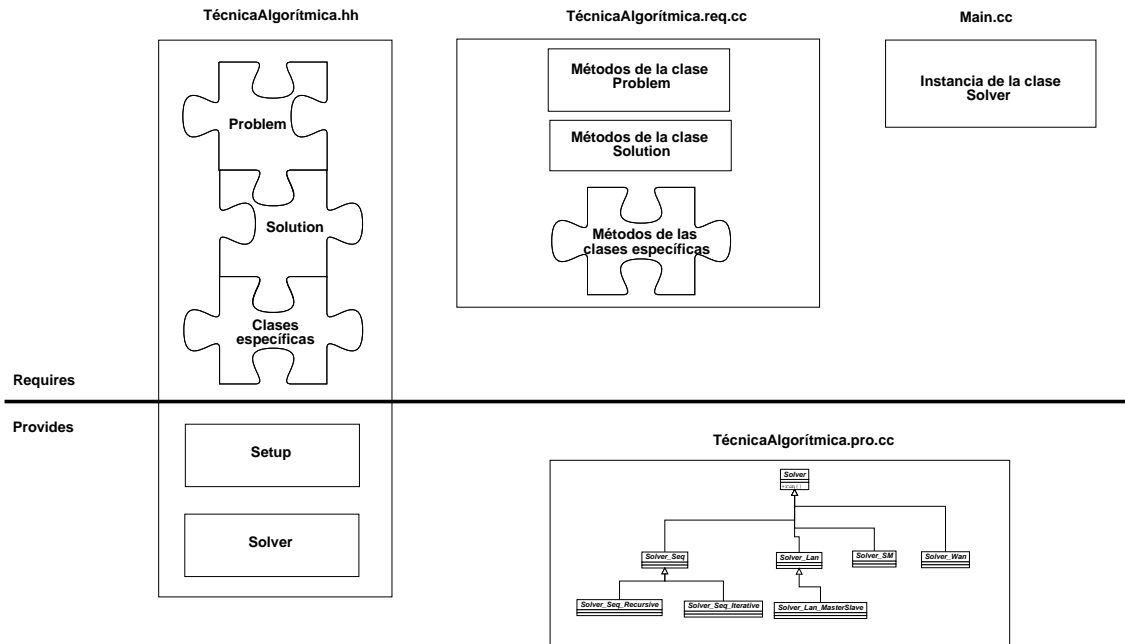 TécnicaAlgorítmica.hh
TécnicaAlgorítmica.req.cc
Main.cc
Problem
Solution
Clases
específicas
Métodos de la clase
Problem
Métodos de la clase
Solution
Métodos de las
clases específicas
Instancia de la clase
Solver
Requires
Provides
Setup
Solver
TécnicaAlgorítmica.pro.cc
Solver
Solver_Seq
Solver_Lan
Solver_SM
Solver_Wan
Solver_Seq_Recursive
Solver_Seq_Iterative
Solver_Lan_MasterSlave